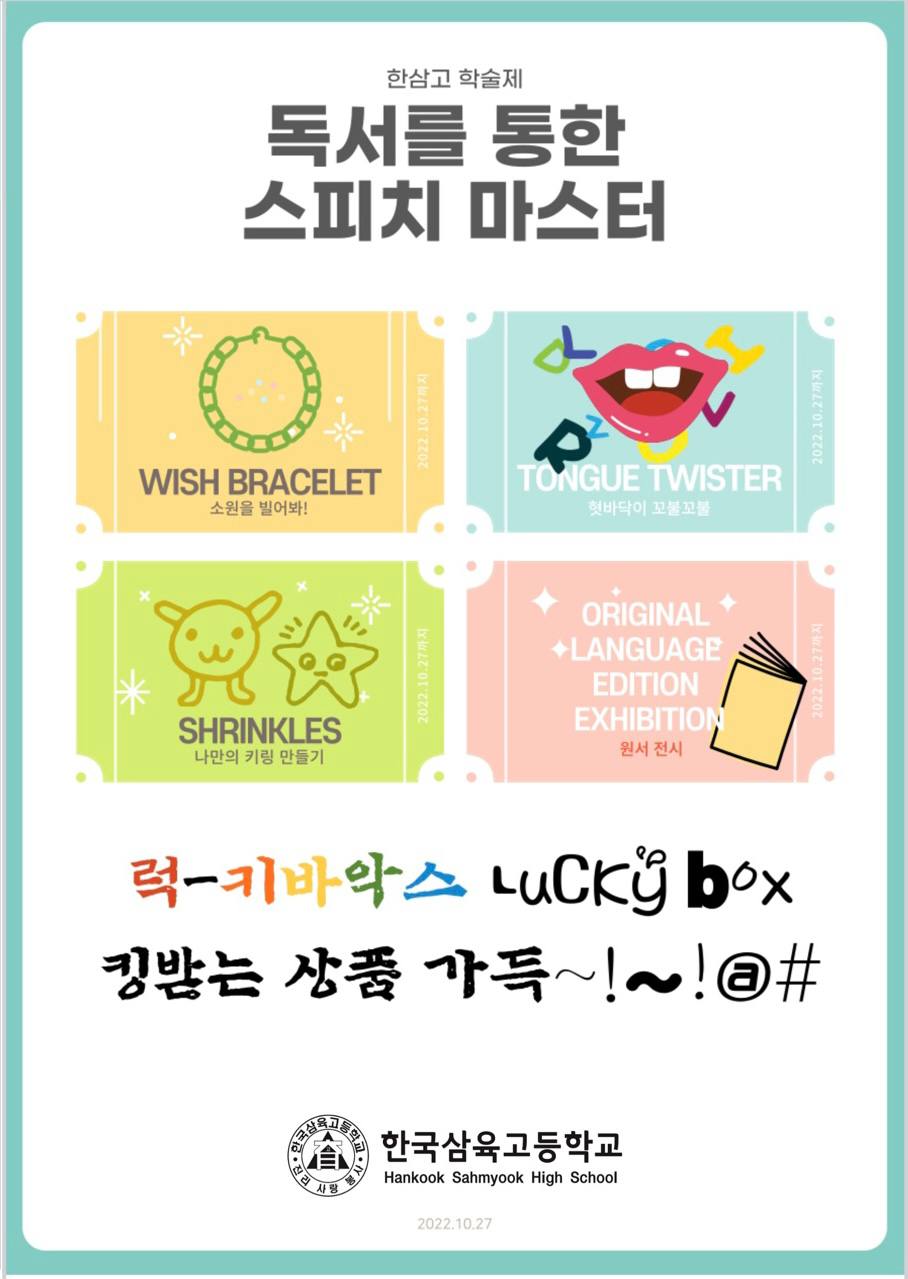 한삼고 학술제
독서를 통한
스피치 마스터
WISH BRACELET
소원을 빌어봐!
2022.10.27까지
TONGUE TWISTER
혓바닥이 꼬불꼬불
2022.10.27까지
SHRINKLES
나만의 키링 만들기
2022.10.27까지
ORIGINAL
LANGUAGE
EDITION
EXHIBITION
원서 전시
2022.10.27까지
럭-키바악스 LuCKy box
킹받는 상품 가득~!~!@#
한국삼육고등학교
진리 사랑 봉사
한국삼육고등학교
Hankook Sahmyook High School
2022.10.27